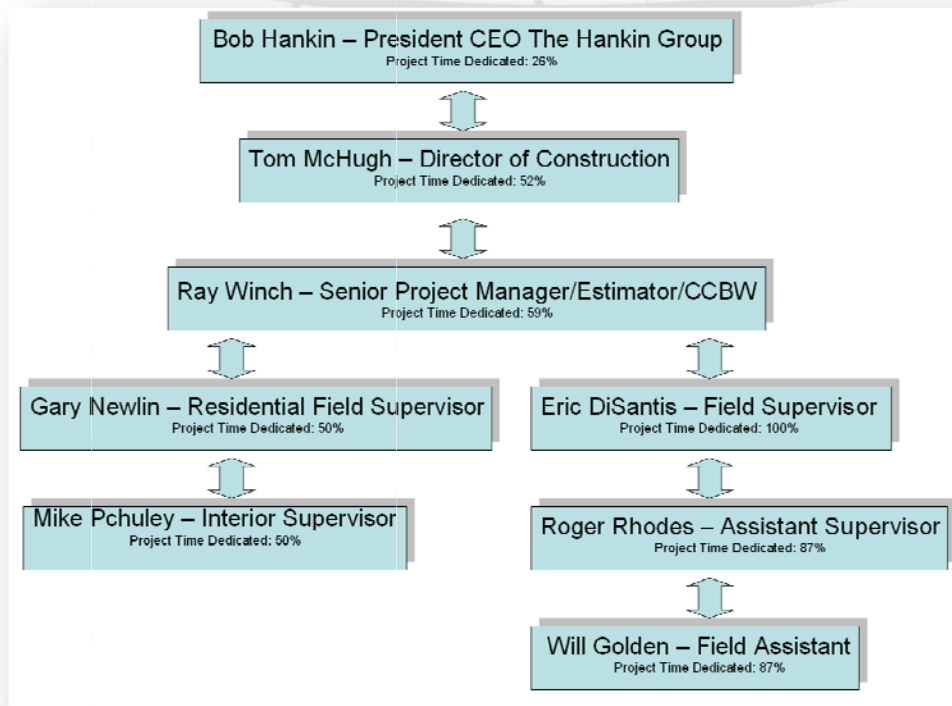 Bob Hankin – President CEO The Hankin Group
Project Time Dedicated: 26%
Tom McHugh – Director of Construction
Project Time Dedicated: 52%
Ray Winch – Senior Project Manager/Estimator/CCBW
Project Time Dedicated: 59%
Gary Newlin – Residential Field Supervisor
Project Time Dedicated: 50%
Eric DiSantis – Field Supervisor
Project Time Dedicated: 100%
Mike Pchuley – Interior Supervisor
Project Time Dedicated: 50%
Roger Rhodes – Assistant Supervisor
Project Time Dedicated: 87%
Will Golden – Field Assistant
Project Time Dedicated: 87%